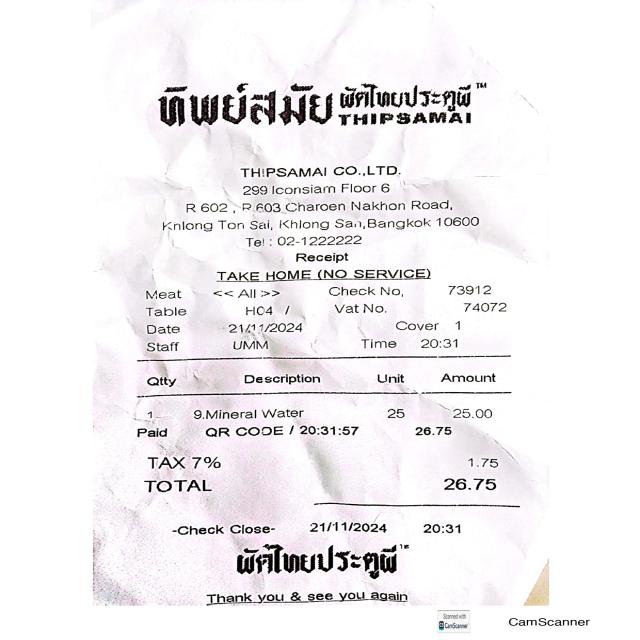 ทิพย์สมัย ผัดไทยประตูผี™
THIPSAMAI
THIPSAMAI CO.,LTD.
299 Iconsiam Floor 6
R 602 , R 603 Charoen Nakhon Road,
Khlong Ton Sai, Khlong San,Bangkok 10600
Tel : 02-1222222
Receipt
TAKE HOME (NO SERVICE)
Meat << All >> Check No, 73912
Table H04 / Vat No. 74072
Date 21/11/2024 Cover 1
Staff UMM Time 20:31
Qtty Description Unit Amount
1 9.Mineral Water 25 25.00
Paid QR CODE / 20:31:57 26.75
TAX 7% 1.75
TOTAL 26.75
-Check Close- 21/11/2024 20:31
ผัดไทยประตูผี™
Thank you & see you again
Scanned with
CS CamScanner
CamScanner